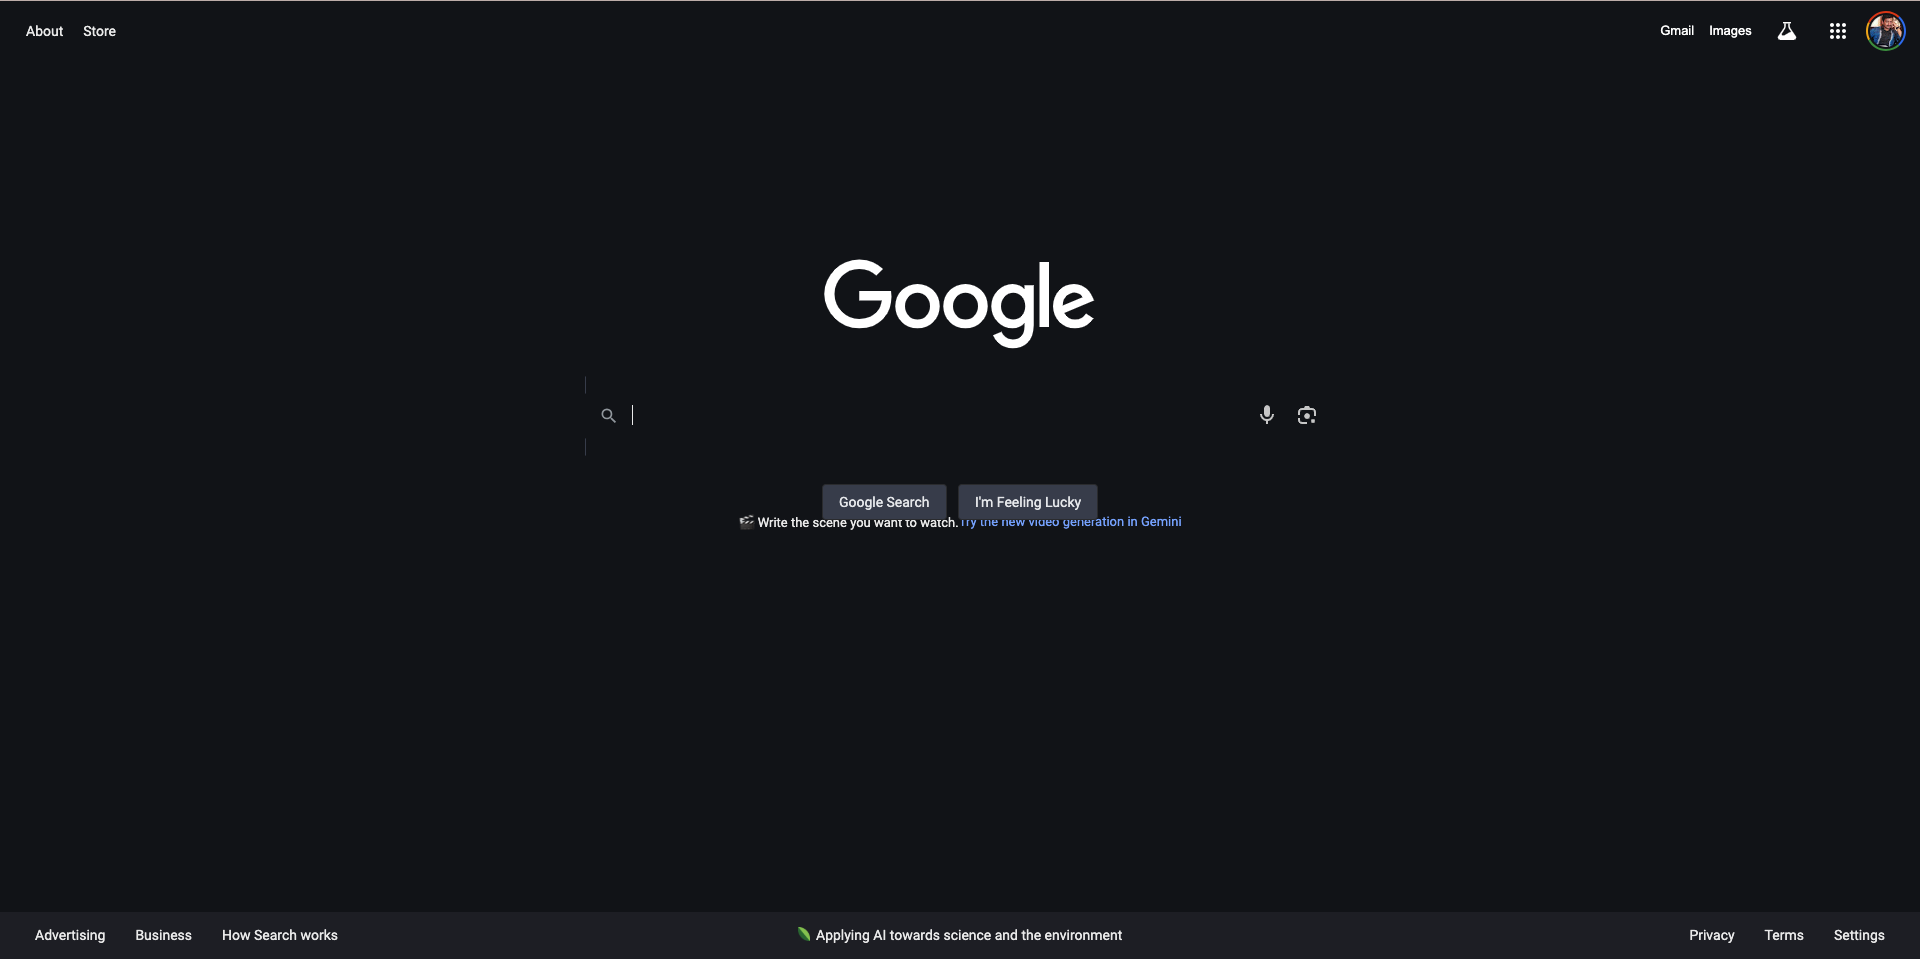 About Store
Gmail Images
Google
Google Search I'm Feeling Lucky
Write the scene you want to watch. Try the new video generation in Gemini
Advertising Business How Search works
Applying AI towards science and the environment
Privacy Terms Settings